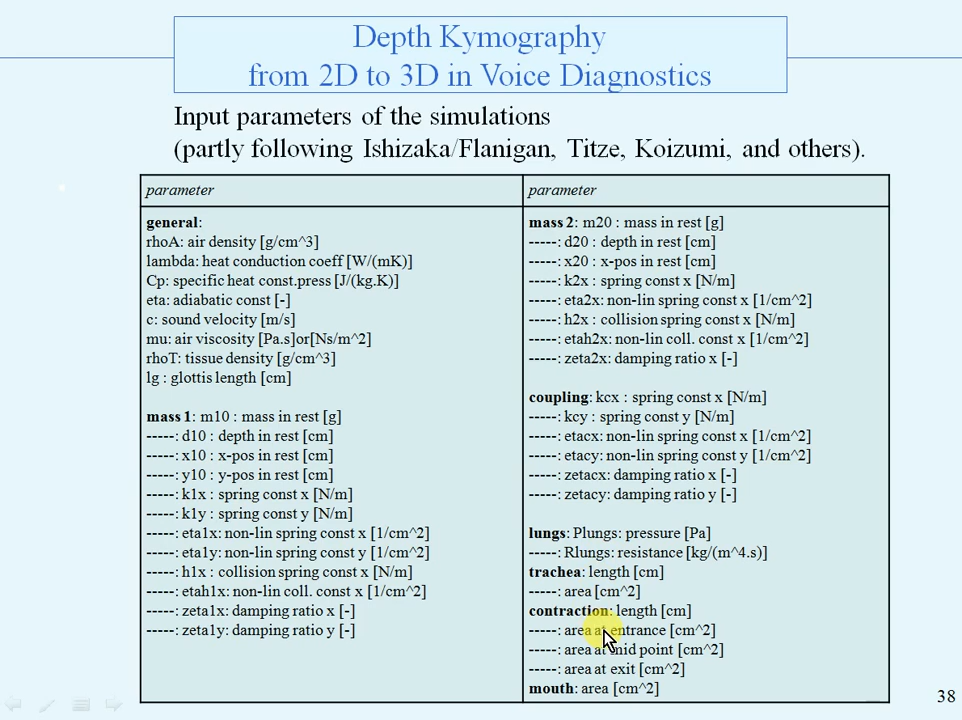 Depth Kymography
from 2D to 3D in Voice Diagnostics
Input parameters of the simulations
(partly following Ishizaka/Flanigan, Titze, Koizumi, and others).
parameter
general:
rhoA: air density [g/cm^3]
lambda: heat conduction coeff [W/(mK)]
Cp: specific heat const.press [J/(kg.K)]
eta: adiabatic const [-]
c: sound velocity [m/s]
mu: air viscosity [Pa.s]or[Ns/m^2]
rhoT: tissue density [g/cm^3]
lg : glottis length [cm]
mass 1: m10 : mass in rest [g]
-----: d10 : depth in rest [cm]
-----: x10 : x-pos in rest [cm]
-----: y10 : y-pos in rest [cm]
-----: k1x : spring const x [N/m]
-----: k1y : spring const y [N/m]
-----: eta1x: non-lin spring const x [1/cm^2]
-----: eta1y: non-lin spring const y [1/cm^2]
-----: h1x : collision spring const x [N/m]
-----: etah1x: non-lin coll. const x [1/cm^2]
-----: zeta1x: damping ratio x [-]
-----: zeta1y: damping ratio y [-]
parameter
mass 2: m20 : mass in rest [g]
-----: d20 : depth in rest [cm]
-----: x20 : x-pos in rest [cm]
-----: k2x : spring const x [N/m]
-----: eta2x: non-lin spring const x [1/cm^2]
-----: h2x : collision spring const x [N/m]
-----: etah2x: non-lin coll. const x [1/cm^2]
-----: zeta2x: damping ratio x [-]
coupling: kcx : spring const x [N/m]
-----: kcy : spring const y [N/m]
-----: etacx: non-lin spring const x [1/cm^2]
-----: etacy: non-lin spring const y [1/cm^2]
-----: zetacx: damping ratio x [-]
-----: zetacy: damping ratio y [-]
lungs: Plungs: pressure [Pa]
-----: Rlungs: resistance [kg/(m^4.s)]
trachea: length [cm]
-----: area [cm^2]
contraction: length [cm]
-----: area at entrance [cm^2]
-----: area at mid point [cm^2]
-----: area at exit [cm^2]
mouth: area [cm^2]
38